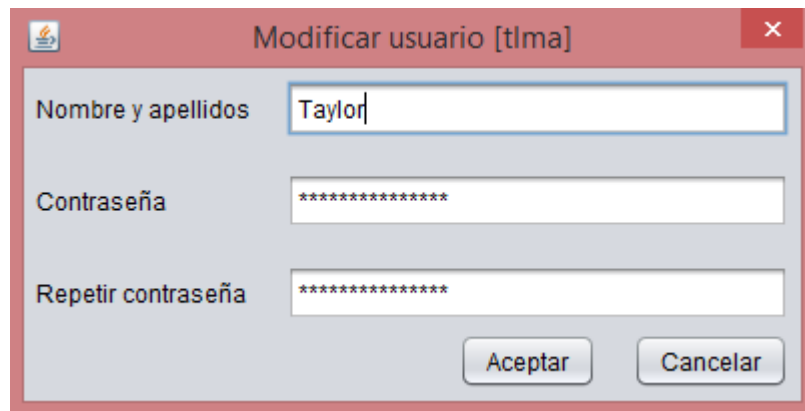 Modificar usuario [tlma]
Nombre y apellidos Taylor
Contraseña ***************
Repetir contraseña ***************
Aceptar Cancelar